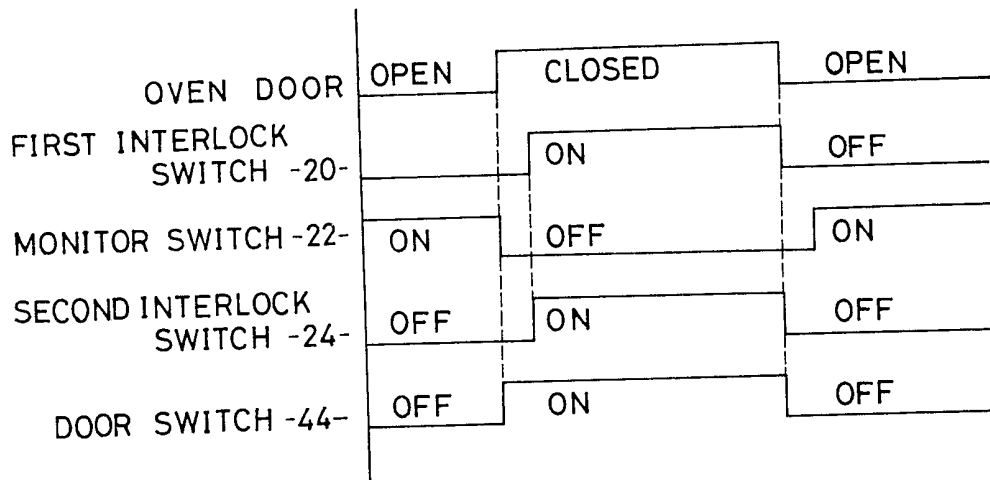 OVEN DOOR OPEN CLOSED OPEN
FIRST INTERLOCK
SWITCH -20- ON OFF
MONITOR SWITCH -22- ON OFF ON
SECOND INTERLOCK
SWITCH -24- OFF ON OFF
DOOR SWITCH -44- OFF ON OFF